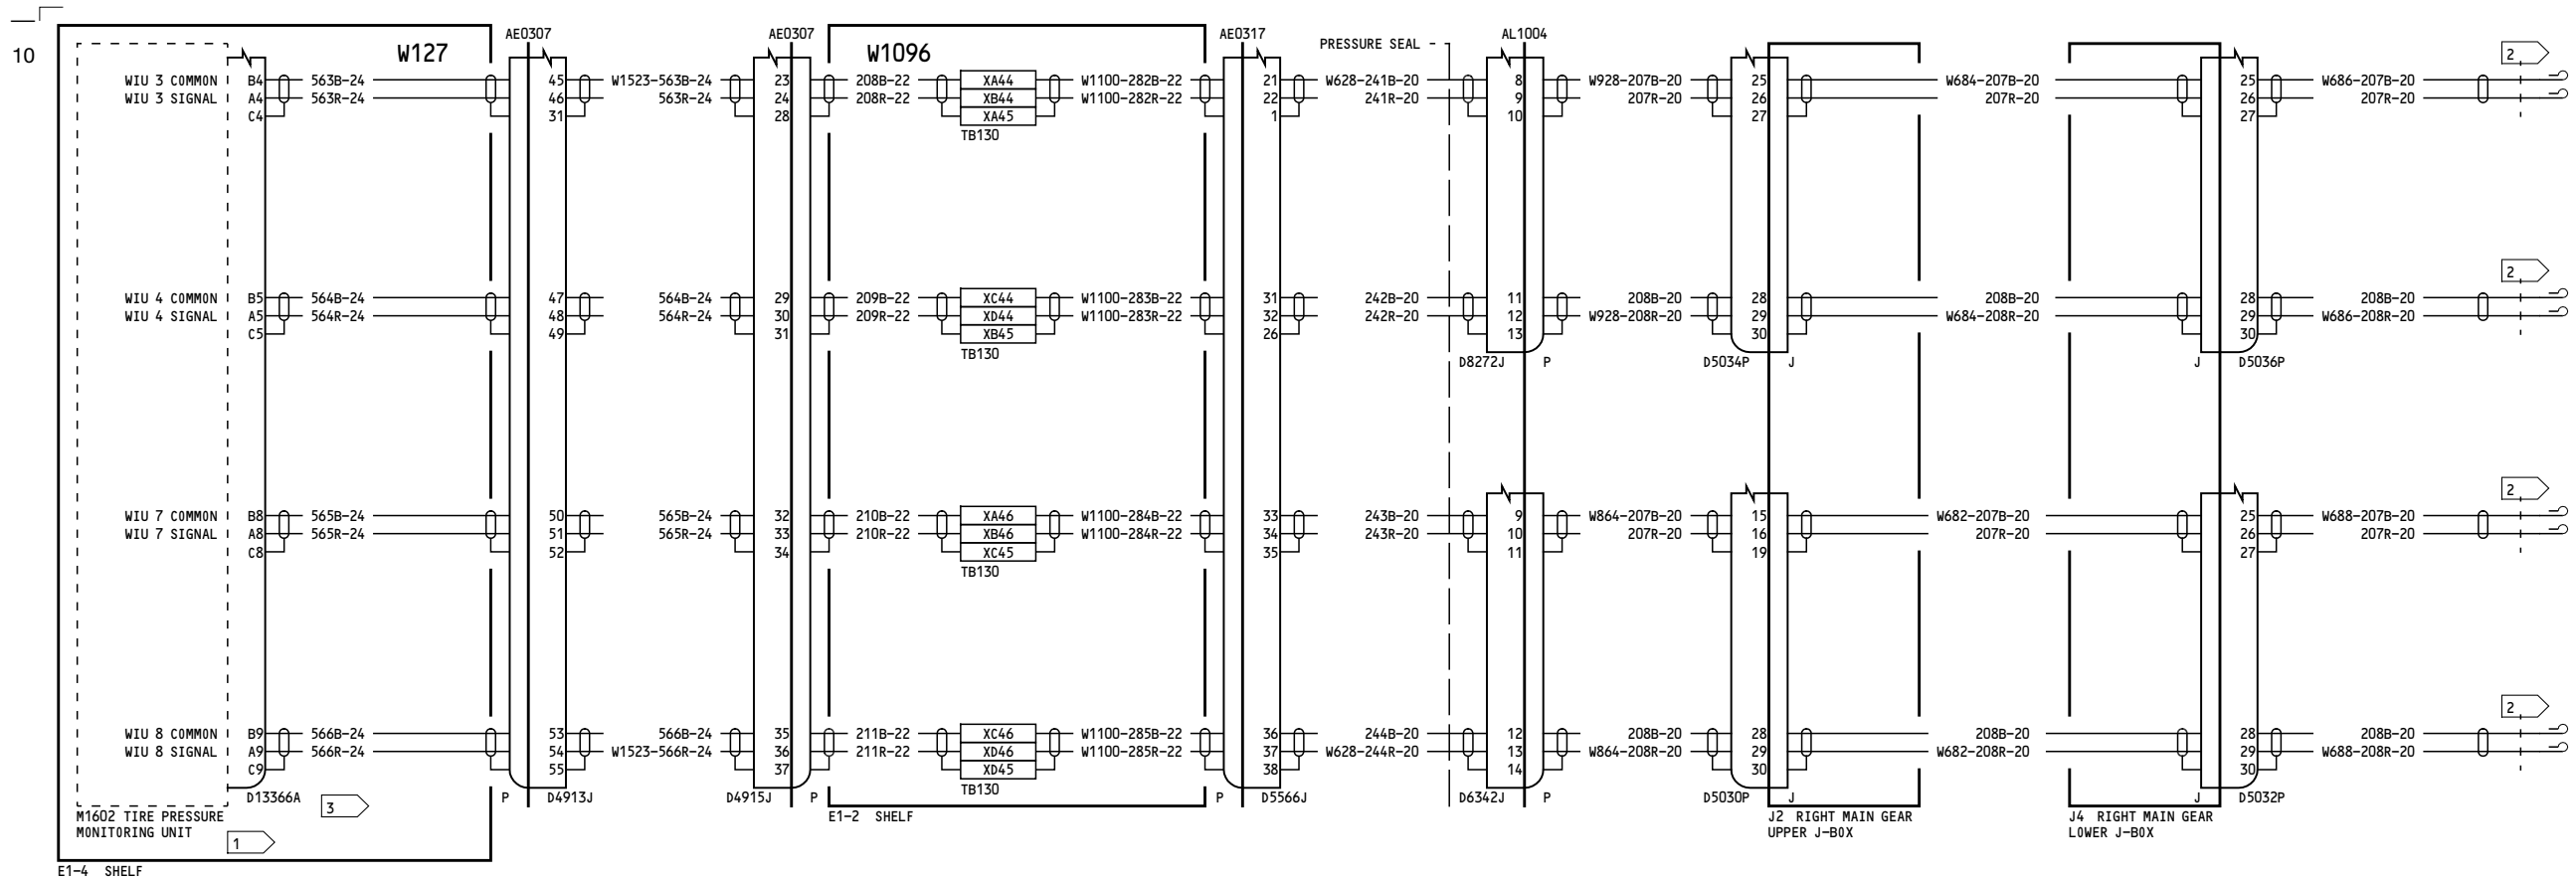 10
AE0307 AE0307 AE0317 AL1004
W127 W1096 PRESSURE SEAL
2
WIU 3 COMMON B4 563B-24 45 W1523-563B-24 23 208B-22 XA44 W1100-282B-22 21 W628-241B-20 8 W928-207B-20 25 W684-207B-20 25 W686-207B-20
WIU 3 SIGNAL A4 563R-24 46 563R-24 24 208R-22 XB44 W1100-282R-22 22 241R-20 9 207R-20 26 207R-20 26 207R-20
C4 31 28 XA45 1 10 27 27
TB130
2
WIU 4 COMMON B5 564B-24 47 564B-24 29 209B-22 XC44 W1100-283B-22 31 242B-20 11 208B-20 28 208B-20 28 208B-20
WIU 4 SIGNAL A5 564R-24 48 564R-24 30 209R-22 XD44 W1100-283R-22 32 242R-20 12 W928-208R-20 29 W684-208R-20 29 W686-208R-20
C5 49 31 XB45 26 13 30 30
TB130
D8272J P D5034P J J D5036P
2
WIU 7 COMMON B8 565B-24 50 565B-24 32 210B-22 XA46 W1100-284B-22 33 243B-20 9 W864-207B-20 15 W682-207B-20 25 W688-207B-20
WIU 7 SIGNAL A8 565R-24 51 565R-24 33 210R-22 XB46 W1100-284R-22 34 243R-20 10 207R-20 16 207R-20 26 207R-20
C8 52 34 XC45 35 11 19 27
TB130
2
WIU 8 COMMON B9 566B-24 53 566B-24 35 211B-22 XC46 W1100-285B-22 36 244B-20 12 208B-20 28 208B-20 28 208B-20
WIU 8 SIGNAL A9 566R-24 54 W1523-566R-24 36 211R-22 XD46 W1100-285R-22 37 W628-244R-20 13 W864-208R-20 29 W682-208R-20 29 W688-208R-20
C9 55 37 XD45 38 14 30 30
TB130
D13366A 3 P D4913J D4915J P P D5566J D6342J P D5030P J J D5032P
M1602 TIRE PRESSURE
MONITORING UNIT
1
E1-2 SHELF
J2 RIGHT MAIN GEAR
UPPER J-BOX
J4 RIGHT MAIN GEAR
LOWER J-BOX
E1-4 SHELF